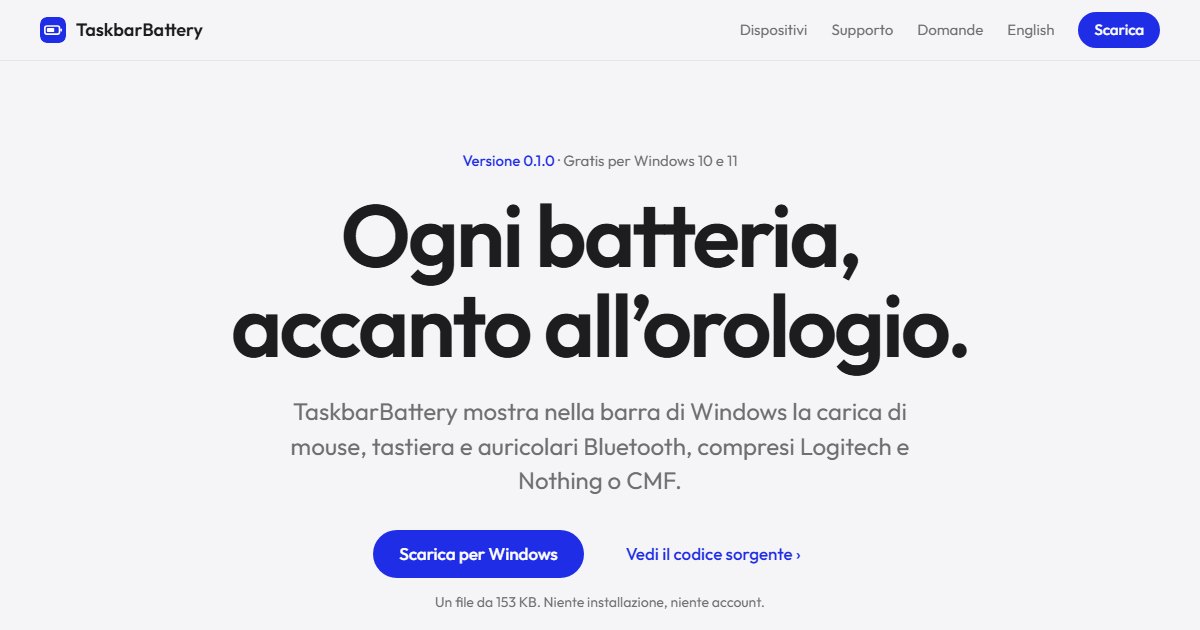 TaskbarBattery
Dispositivi
Supporto
Domande
English
Scarica
Versione 0.1.0 · Gratis per Windows 10 e 11
Ogni batteria,
accanto all’orologio.
TaskbarBattery mostra nella barra di Windows la carica di
mouse, tastiera e auricolari Bluetooth, compresi Logitech e
Nothing o CMF.
Scarica per Windows
Vedi il codice sorgente ›
Un file da 153 KB. Niente installazione, niente account.